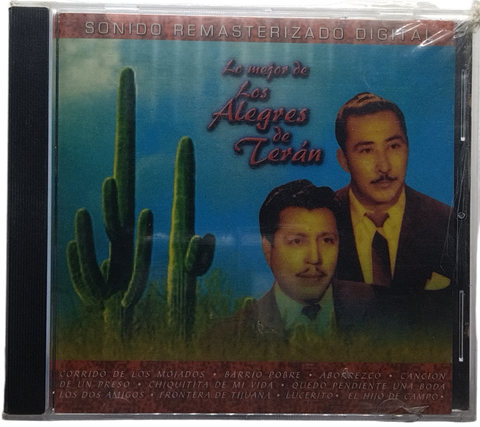 SONIDO REMASTERIZADO DIGITAL
Lo mejor de
Los
Alegres
de
Terán
CORRIDO DE LOS MOJADOS • BARRIO POBRE • ABORREZCO • CANCION
DE UN PRESO • CHIQUITITA DE MI VIDA • QUEDO PENDIENTE UNA BODA
• LOS DOS AMIGOS • FRONTERA DE TIJUANA • LUCERITO • EL HIJO DE CAMPO •